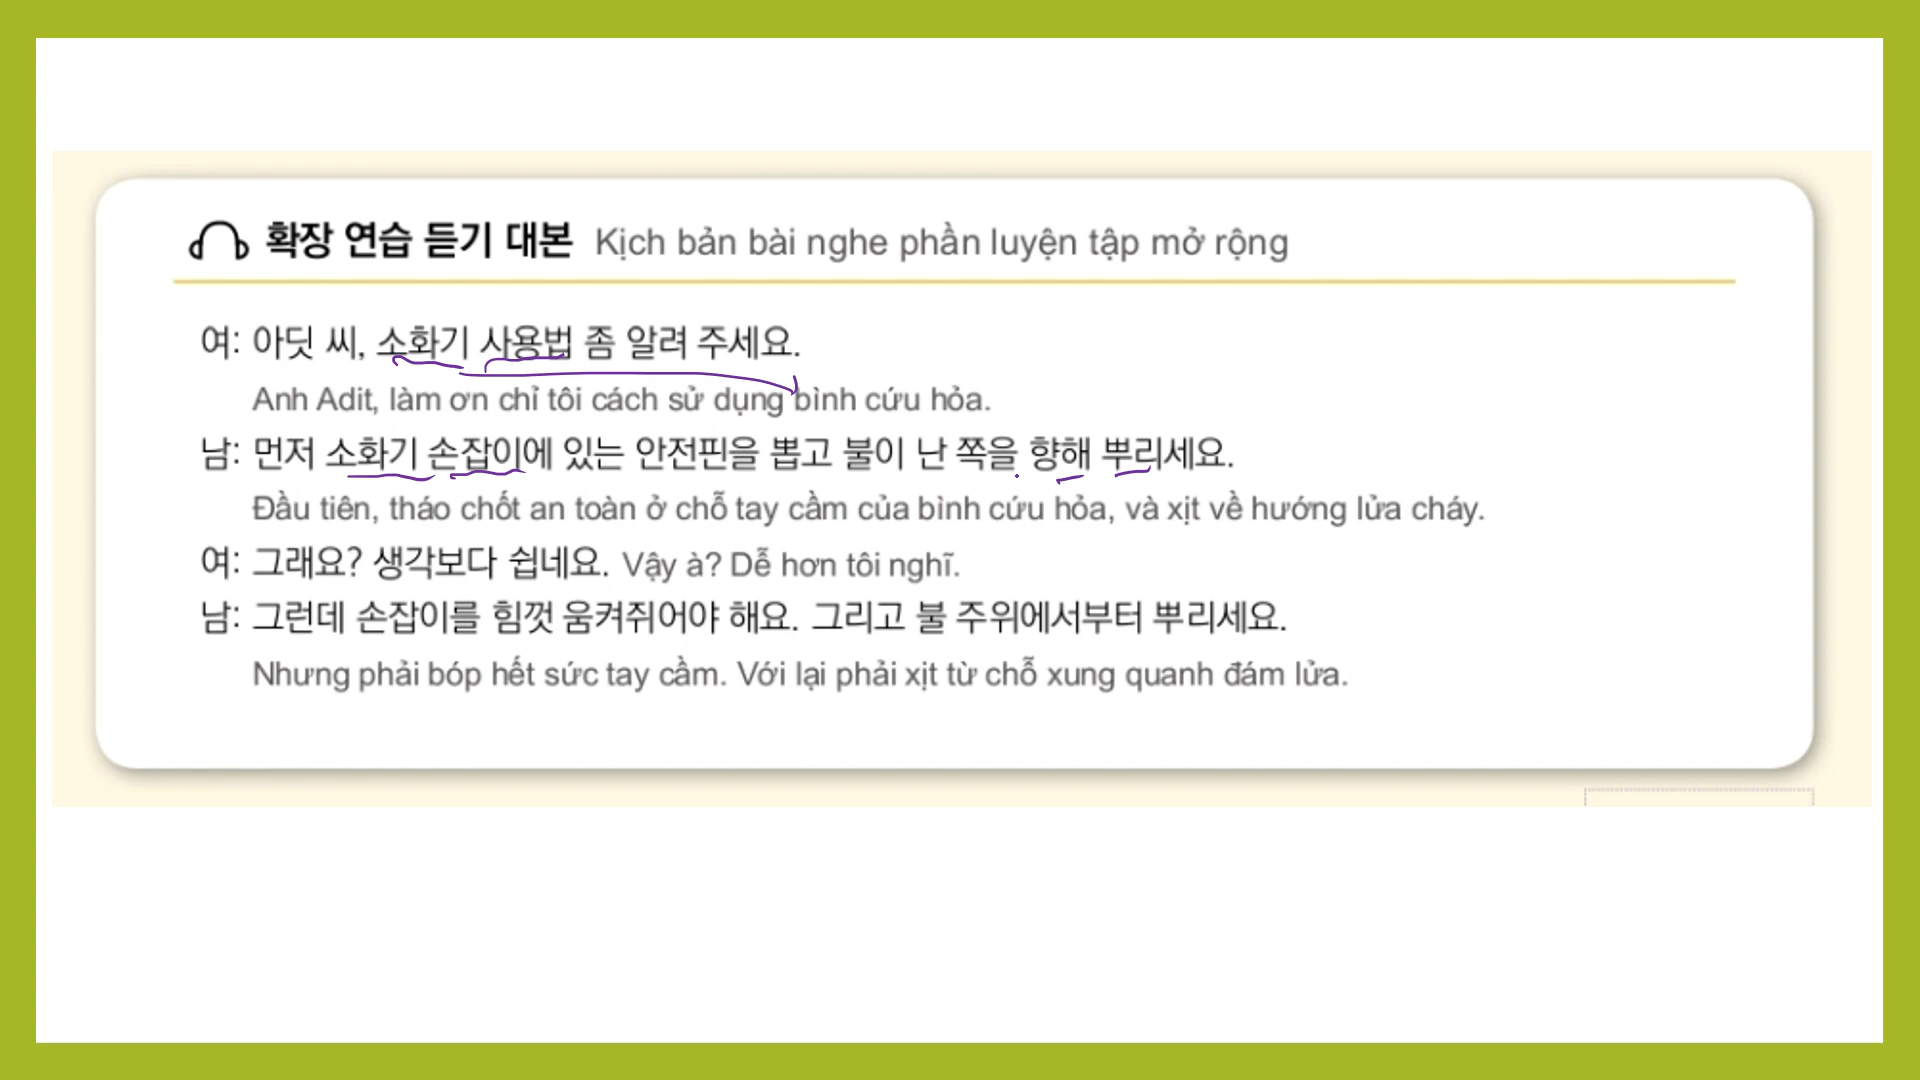 확장 연습 듣기 대본 Kịch bản bài nghe phần luyện tập mở rộng
여: 아딧 씨, 소화기 사용법 좀 알려 주세요.
Anh Adit, làm ơn chỉ tôi cách sử dụng bình cứu hỏa.
남: 먼저 소화기 손잡이에 있는 안전핀을 뽑고 불이 난 쪽을 향해 뿌리세요.
Đầu tiên, tháo chốt an toàn ở chỗ tay cầm của bình cứu hỏa, và xịt về hướng lửa cháy.
여: 그래요? 생각보다 쉽네요. Vậy à? Dễ hơn tôi nghĩ.
남: 그런데 손잡이를 힘껏 움켜쥐어야 해요. 그리고 불 주위에서부터 뿌리세요.
Nhưng phải bóp hết sức tay cầm. Với lại phải xịt từ chỗ xung quanh đám lửa.